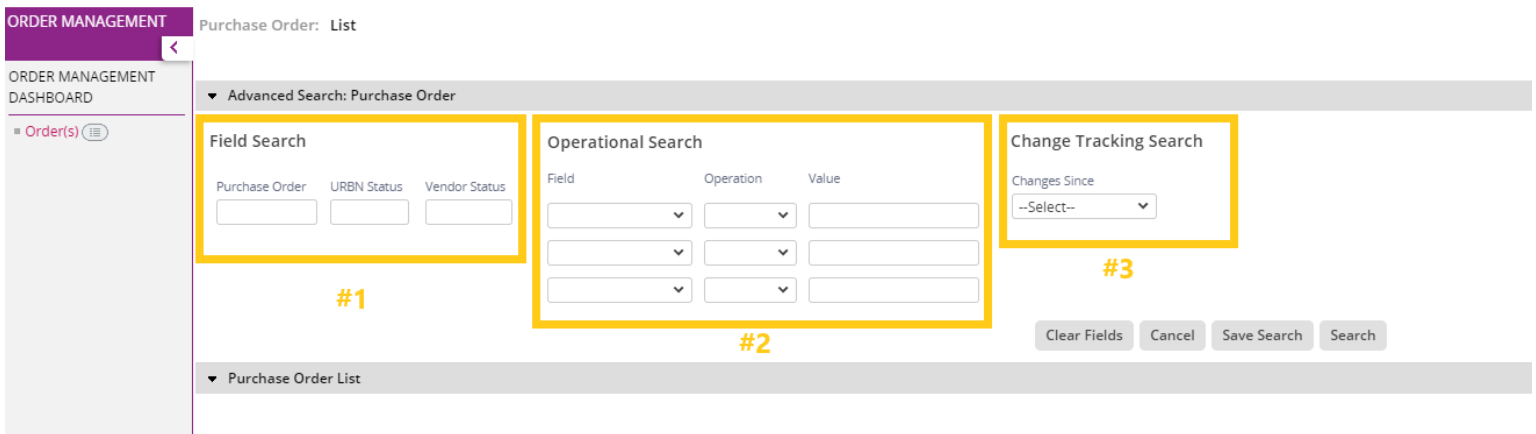 ORDER MANAGEMENT
Purchase Order: List
ORDER MANAGEMENT
DASHBOARD
Order(s)
Advanced Search: Purchase Order
Field Search
Purchase Order URBN Status Vendor Status
#1
Operational Search
Field Operation Value
#2
Change Tracking Search
Changes Since
--Select--
#3
Clear Fields Cancel Save Search Search
Purchase Order List